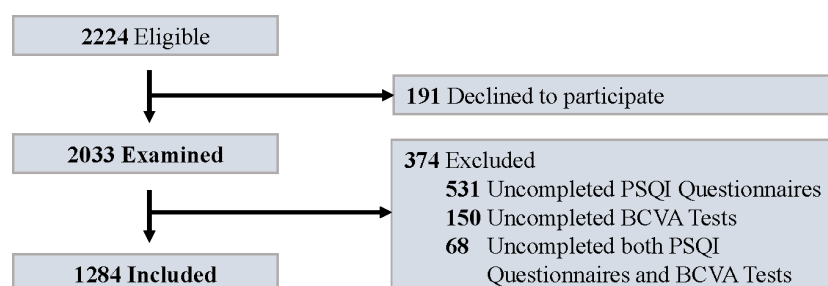 2224 Eligible
191 Declined to participate
2033 Examined
374 Excluded
531 Uncompleted PSQI Questionnaires
150 Uncompleted BCVA Tests
68 Uncompleted both PSQI
Questionnaires and BCVA Tests
1284 Included